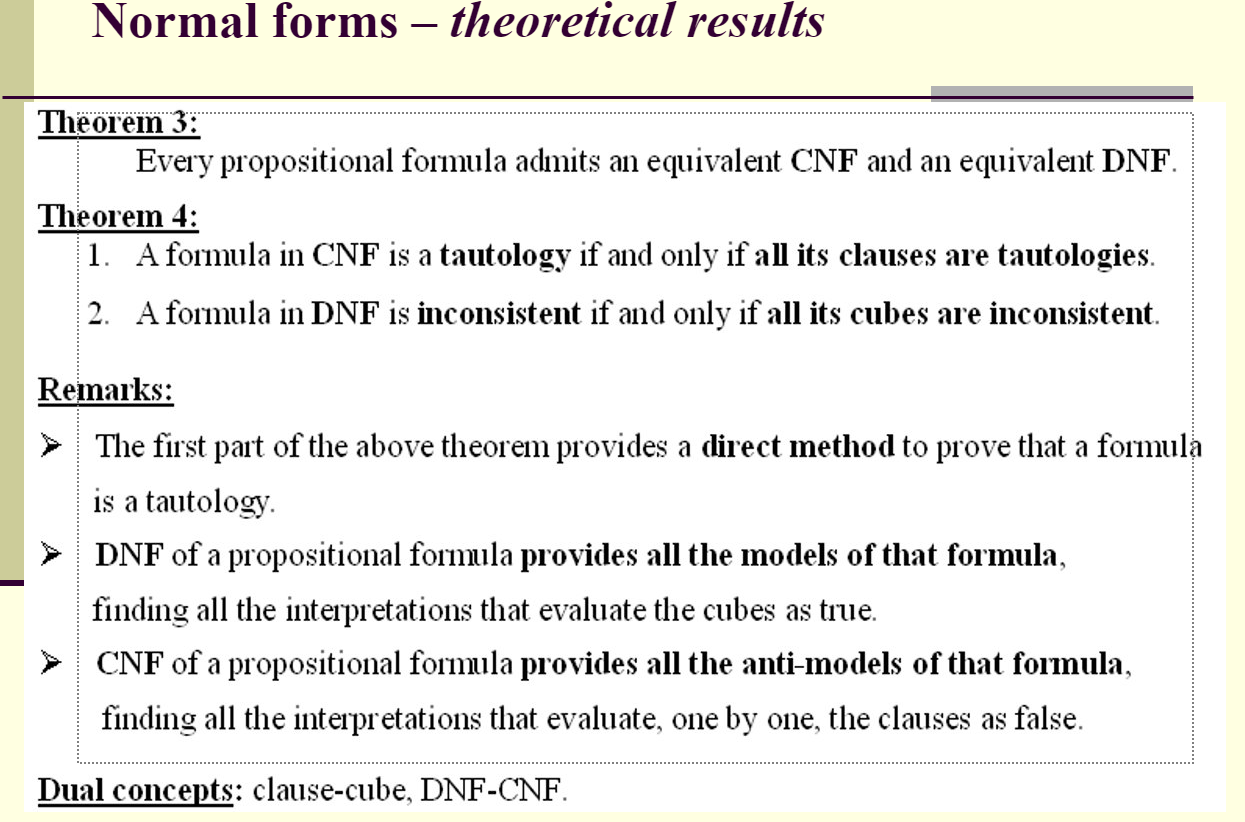 Normal forms – theoretical results
Theorem 3:
Every propositional formula admits an equivalent CNF and an equivalent DNF.
Theorem 4:
1. A formula in CNF is a tautology if and only if all its clauses are tautologies.
2. A formula in DNF is inconsistent if and only if all its cubes are inconsistent.
Remarks:
➢ The first part of the above theorem provides a direct method to prove that a formula
is a tautology.
➢ DNF of a propositional formula provides all the models of that formula,
finding all the interpretations that evaluate the cubes as true.
➢ CNF of a propositional formula provides all the anti-models of that formula,
finding all the interpretations that evaluate, one by one, the clauses as false.
Dual concepts: clause-cube, DNF-CNF.